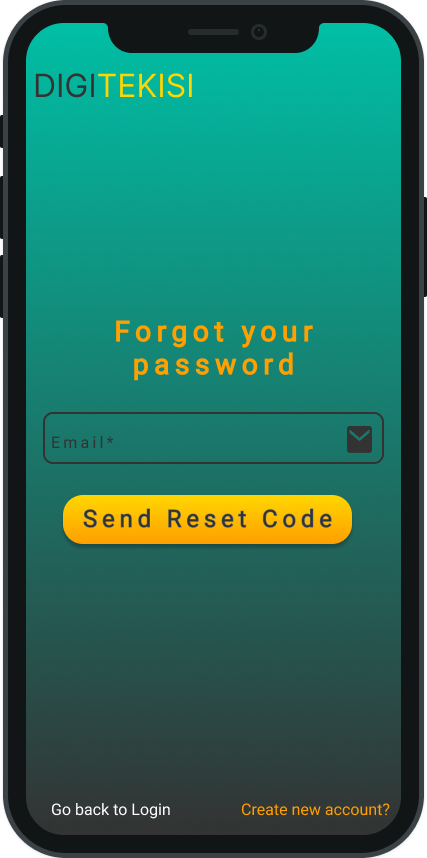 DIGITEKISI
Forgot your
password
Email*
Send Reset Code
Go back to Login Create new account?